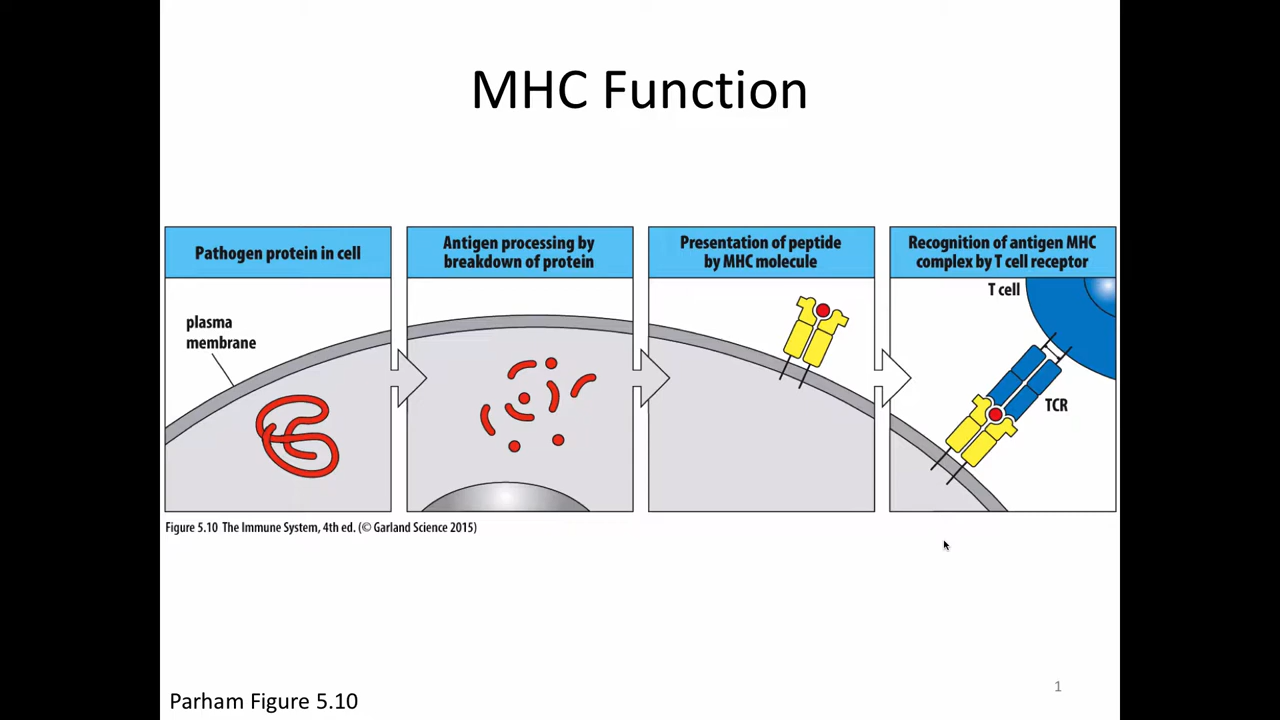 MHC Function
Pathogen protein in cell
Antigen processing by
breakdown of protein
Presentation of peptide
by MHC molecule
Recognition of antigen MHC
complex by T cell receptor
plasma
membrane
T cell
TCR
Figure 5.10 The Immune System, 4th ed. (© Garland Science 2015)
Parham Figure 5.10
1